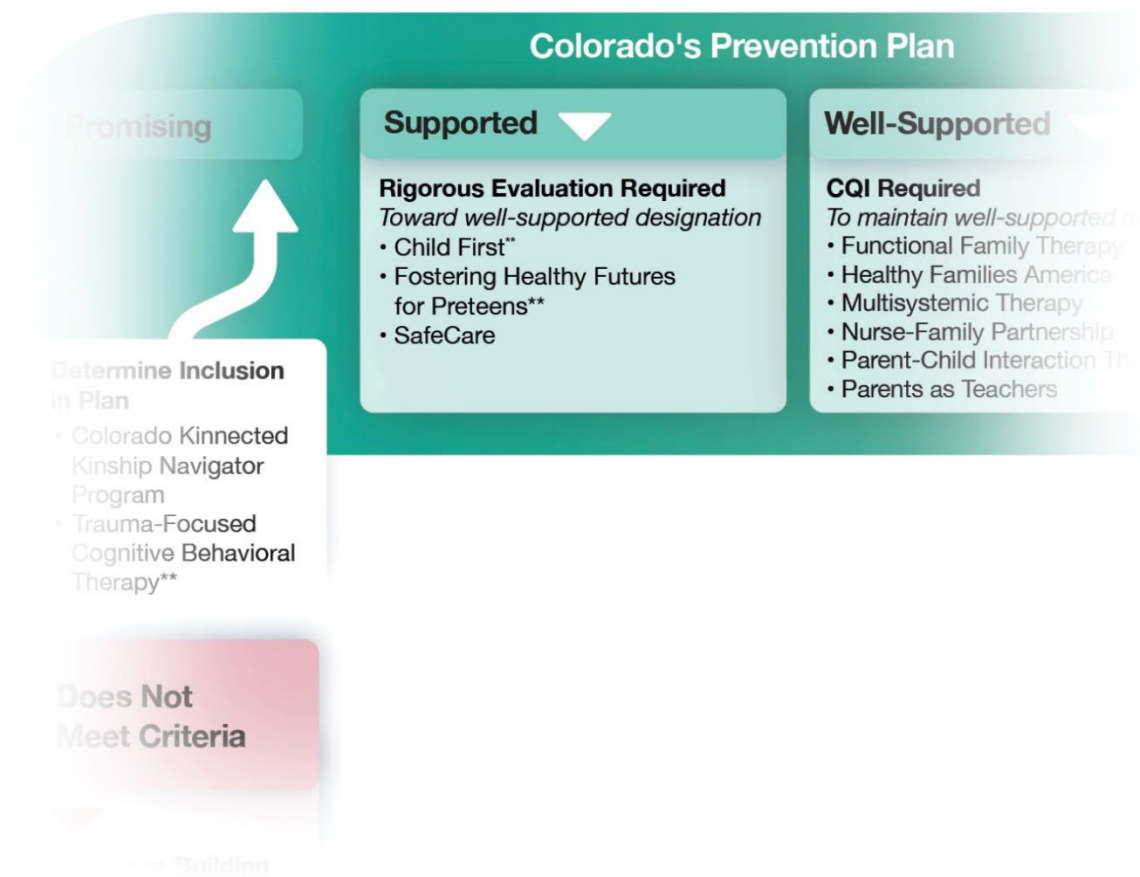 Colorado's Prevention Plan
Promising
Determine Inclusion
in Plan
• Colorado Kinnected
Kinship Navigator
Program
• Trauma-Focused
Cognitive Behavioral
Therapy**
Does Not
Meet Criteria
Building
Supported
Rigorous Evaluation Required
Toward well-supported designation
• Child First**
• Fostering Healthy Futures
for Preteens**
• SafeCare
Well-Supported
CQI Required
To maintain well-supported
• Functional Family Therapy
• Healthy Families America
• Multisystemic Therapy
• Nurse-Family Partnership
• Parent-Child Interaction
• Parents as Teachers